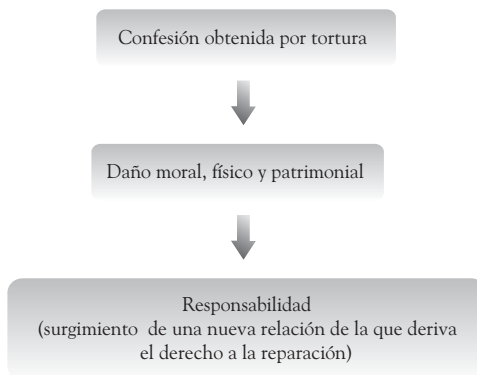 Confesión obtenida por tortura
Daño moral, físico y patrimonial
Responsabilidad
(surgimiento de una nueva relación de la que deriva
el derecho a la reparación)